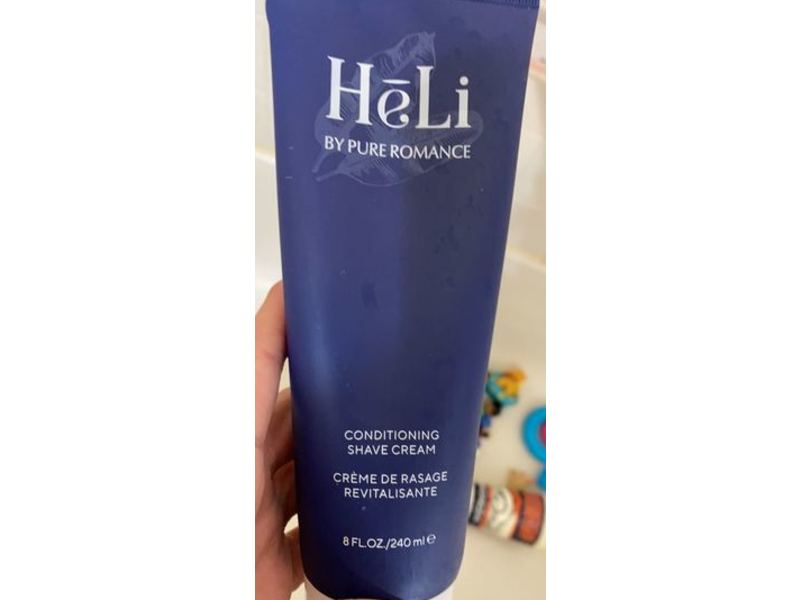 HēLi
BY PURE ROMANCE
CONDITIONING
SHAVE CREAM
CRÈME DE RASAGE
REVITALISANTE
8 FL.OZ./240 ml ℮